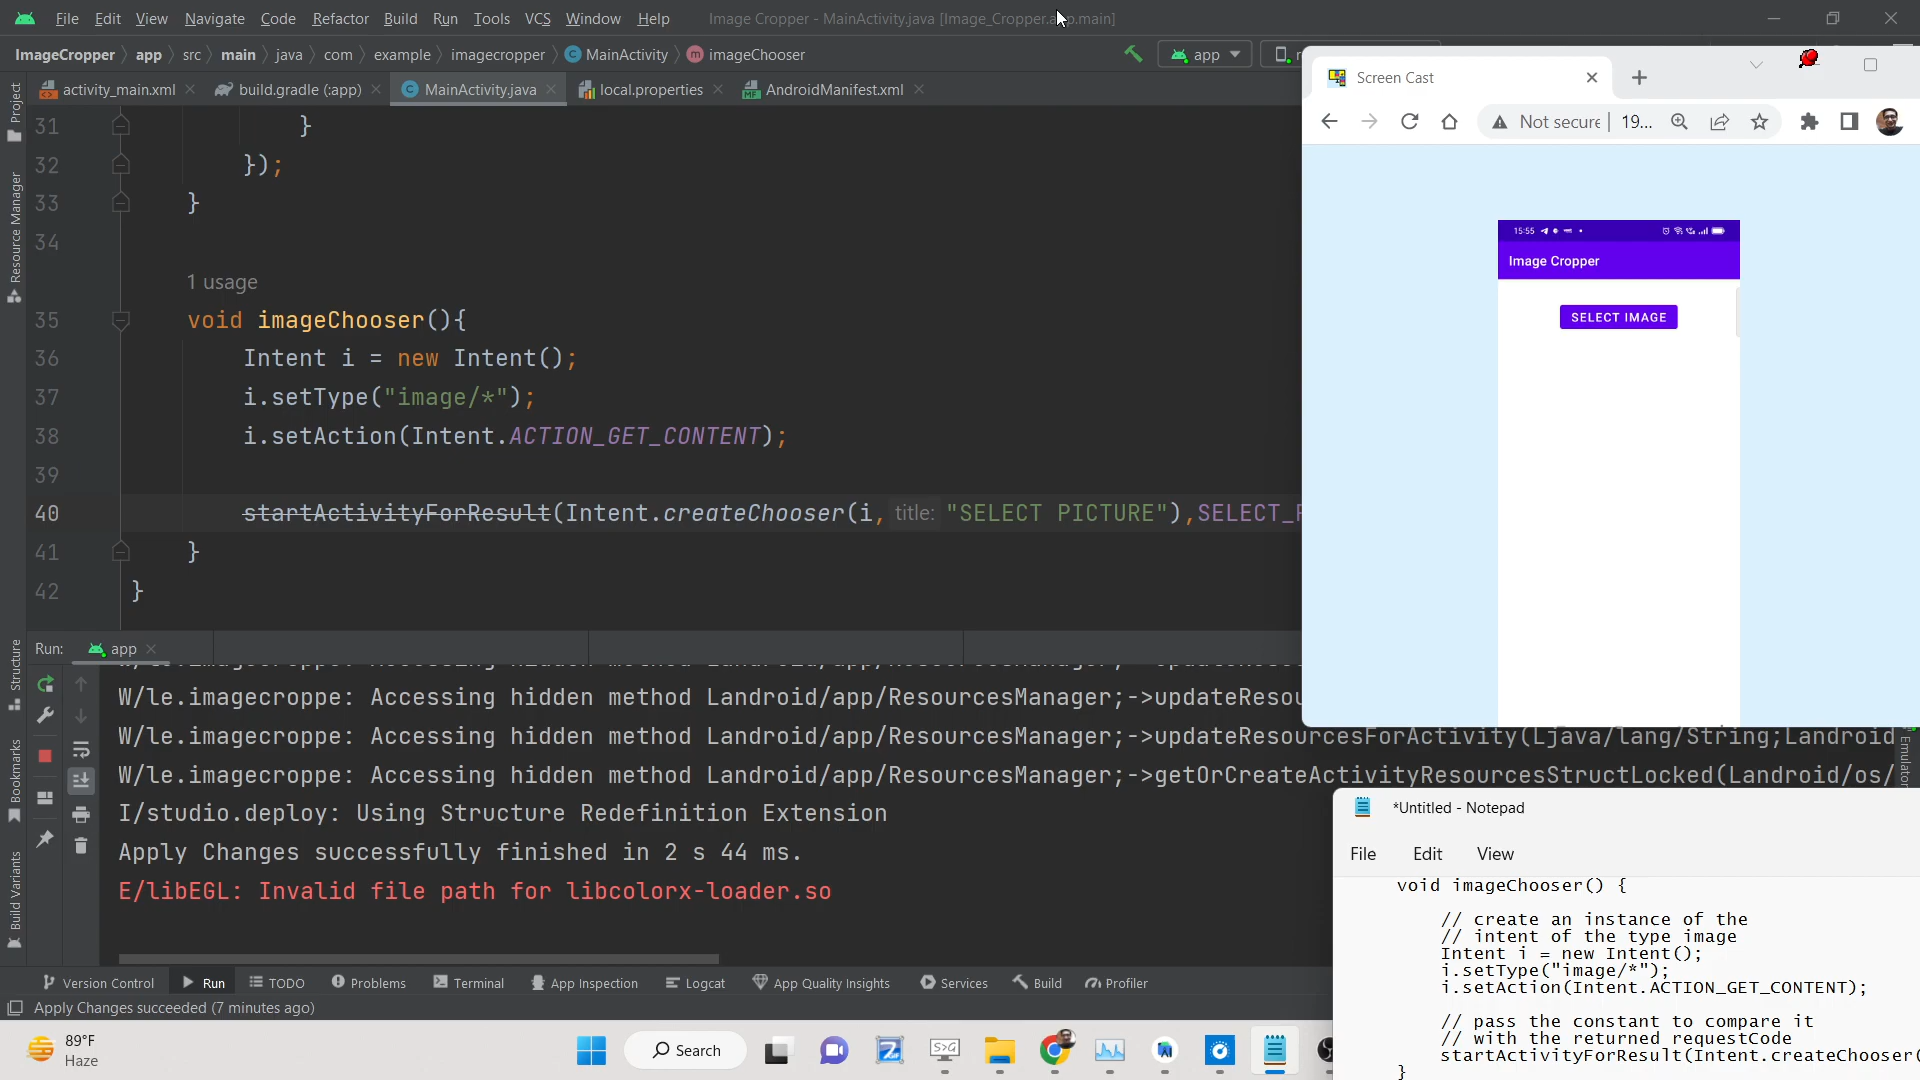 File Edit View Navigate Code Refactor Build Run Tools VCS Window Help Image Cropper - MainActivity.java [Image_Cropper.app.main]
ImageCropper app src main java com example imagecropper MainActivity imageChooser app
activity_main.xml build.gradle (:app) MainActivity.java local.properties AndroidManifest.xml
31 }
32 });
33 }
34
1 usage
35 void imageChooser(){
36 Intent i = new Intent();
37 i.setType("image/*");
38 i.setAction(Intent.ACTION_GET_CONTENT);
39
40 startActivityForResult(Intent.createChooser(i, title: "SELECT PICTURE"),SELECT_
41 }
42 }
Project
Resource Manager
Structure
Bookmarks
Build Variants
Run: app
W/le.imagecroppe: Accessing hidden method Landroid/app/ResourcesManager;->updateResou
W/le.imagecroppe: Accessing hidden method Landroid/app/ResourcesManager;->updateResourcesForActivity(Ljava/lang/String;Landroid
W/le.imagecroppe: Accessing hidden method Landroid/app/ResourcesManager;->getOrCreateActivityResourcesStructLocked(Landroid/os/
I/studio.deploy: Using Structure Redefinition Extension
Apply Changes successfully finished in 2 s 44 ms.
E/libEGL: Invalid file path for libcolorx-loader.so
Emulator
Version Control Run TODO Problems Terminal App Inspection Logcat App Quality Insights Services Build Profiler
Apply Changes succeeded (7 minutes ago)
Screen Cast
Not secure 19...
15:55
Image Cropper
SELECT IMAGE
*Untitled - Notepad
File Edit View
void imageChooser() {
// create an instance of the
// intent of the type image
Intent i = new Intent();
i.setType("image/*");
i.setAction(Intent.ACTION_GET_CONTENT);
// pass the constant to compare it
// with the returned requestCode
startActivityForResult(Intent.createChooser(
}
89°F
Haze
Search